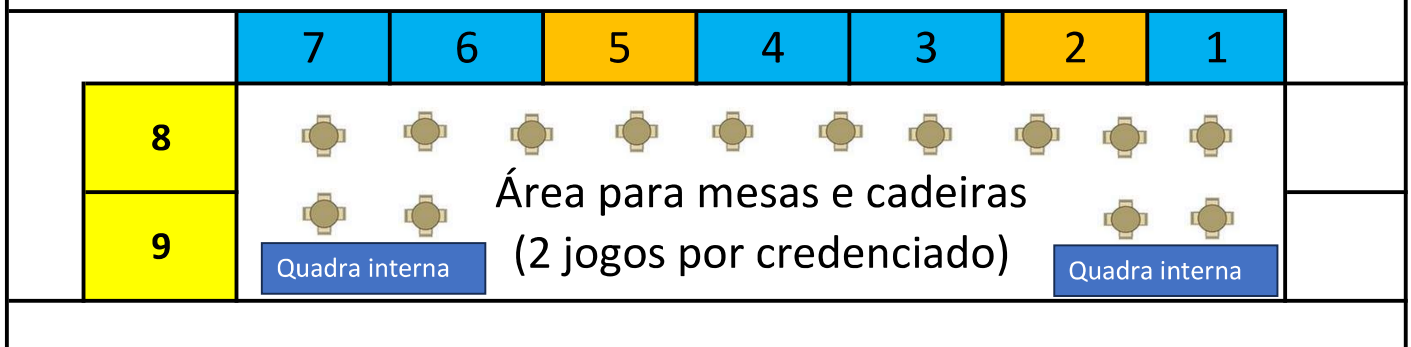 7 6 5 4 3 2 1
8
Área para mesas e cadeiras
9
(2 jogos por credenciado)
Quadra interna
Quadra interna